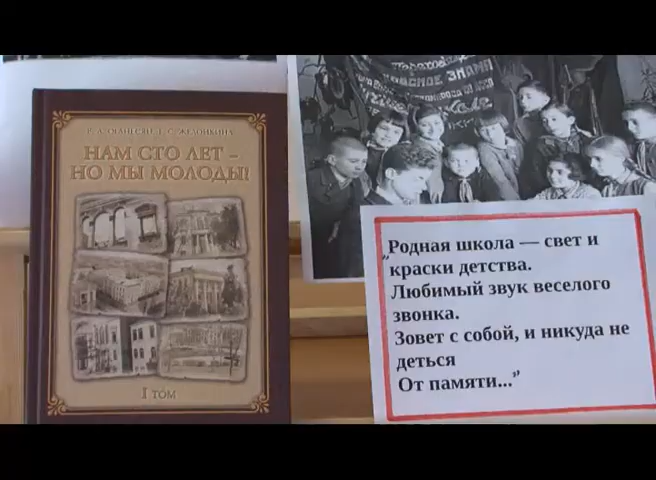 НАМ СТО ЛЕТ –
НО МЫ МОЛОДЫ!
I ТОМ
КРАСНОЕ ЗНАМЯ
„Родная школа — свет и
краски детства.
Любимый звук веселого
звонка.
Зовет с собой, и никуда не
деться
От памяти...”